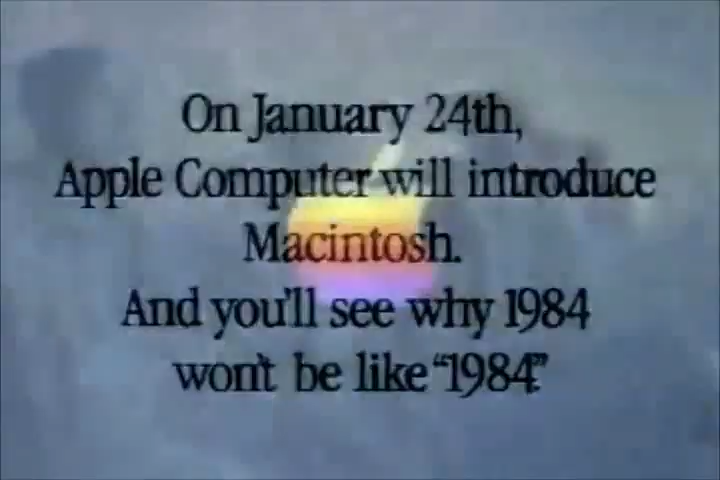 On January 24th,
Apple Computer will introduce
Macintosh.
And you'll see why 1984
won't be like “1984.”